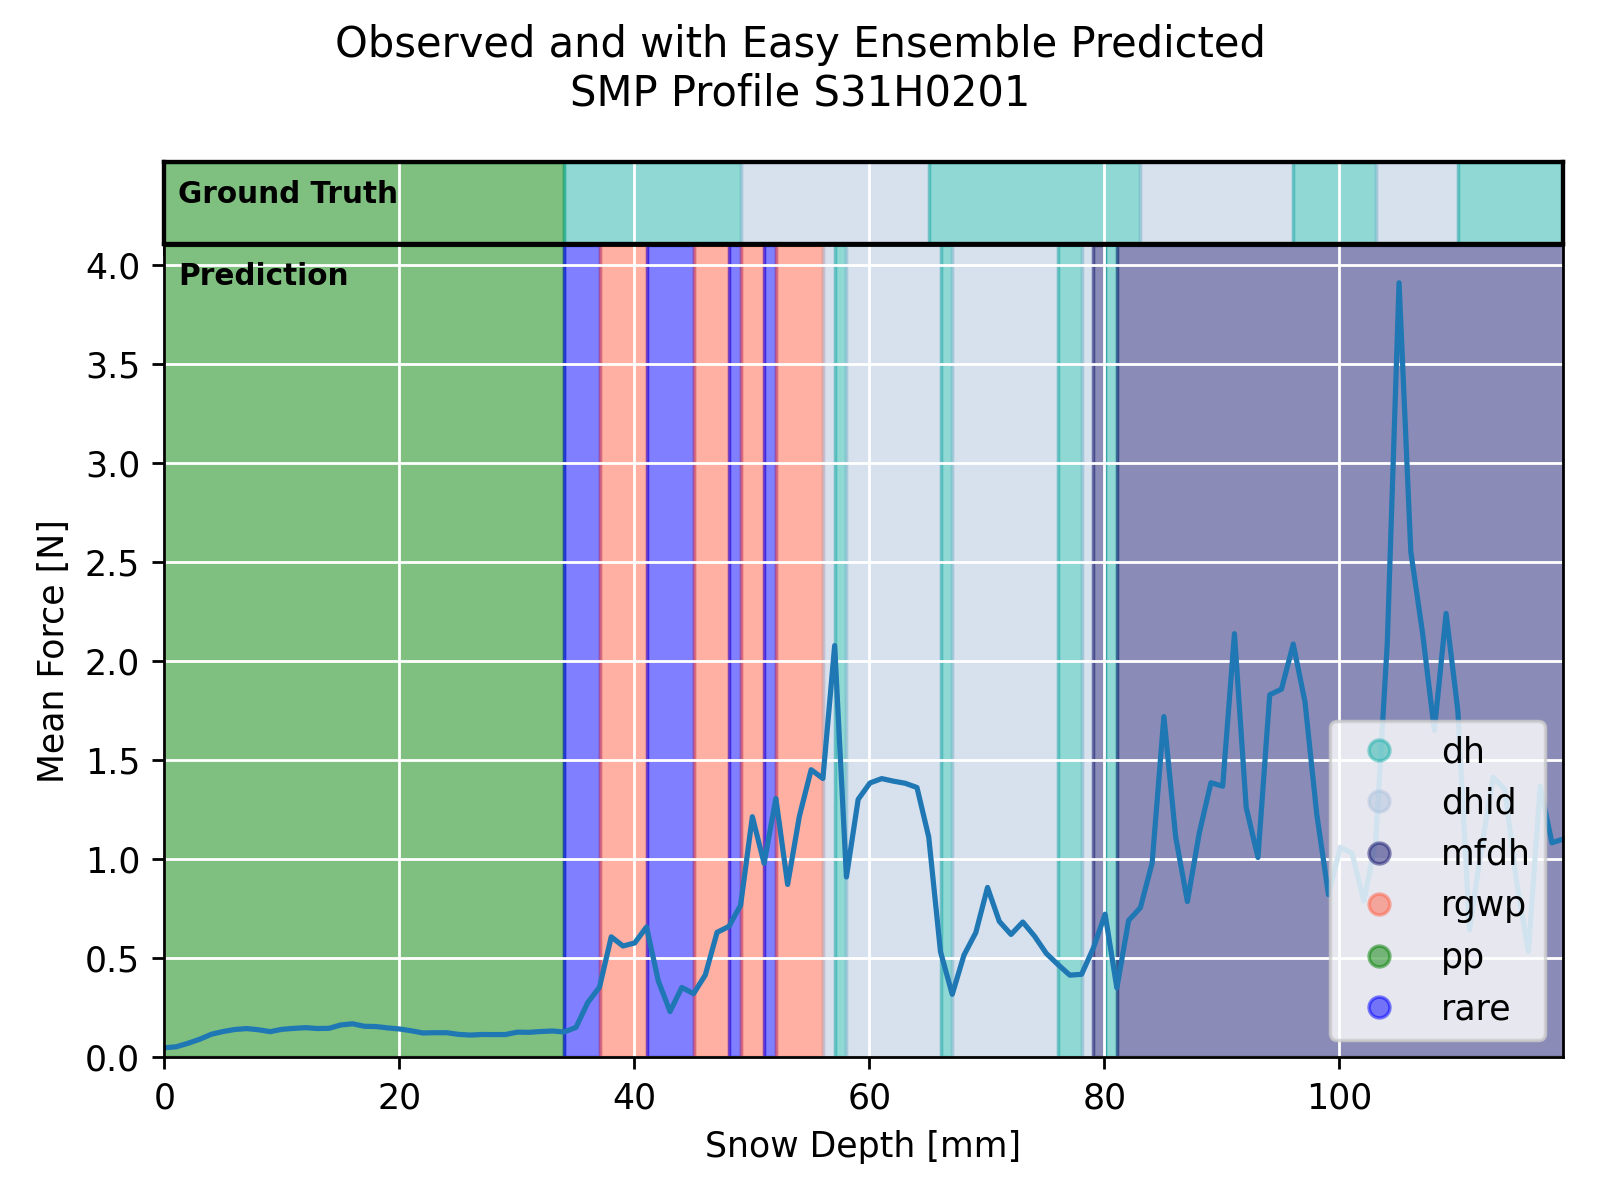 Observed and with Easy Ensemble Predicted
SMP Profile S31H0201
Ground Truth
Prediction
4.0
3.5
3.0
2.5
2.0
1.5
1.0
0.5
0.0
Mean Force [N]
0 20 40 60 80 100
Snow Depth [mm]
dh
dhid
mfdh
rgwp
pp
rare